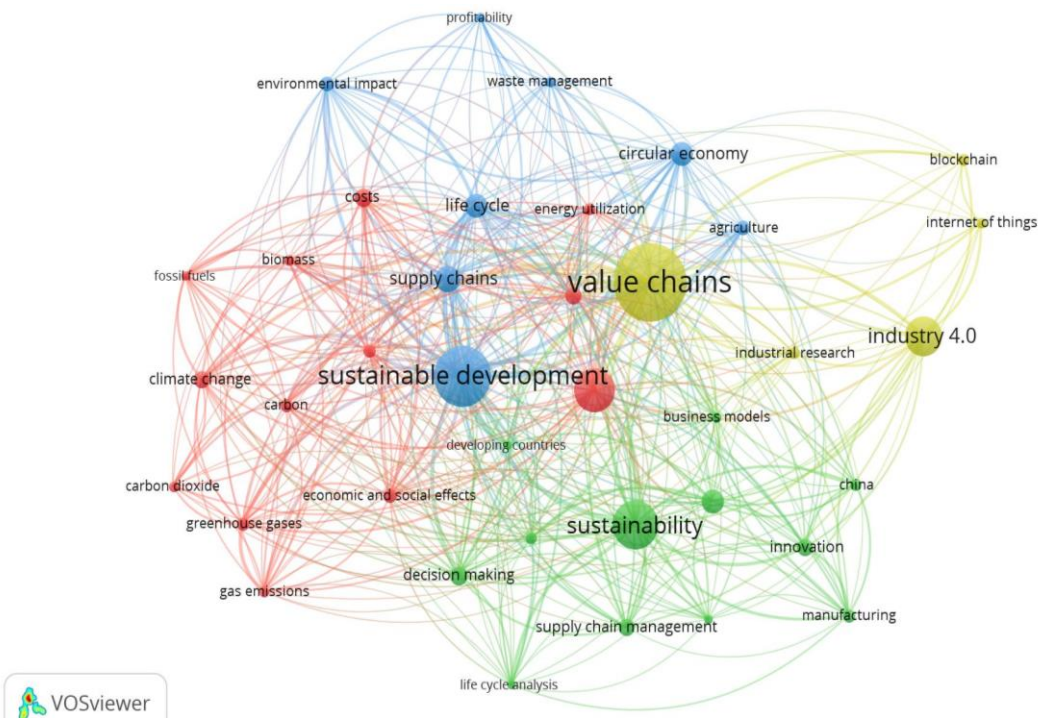 profitability
environmental impact
waste management
circular economy
blockchain
costs
life cycle
energy utilization
internet of things
agriculture
biomass
fossil fuels
supply chains
value chains
industry 4.0
industrial research
climate change
sustainable development
carbon
business models
developing countries
carbon dioxide
economic and social effects
china
greenhouse gases
sustainability
innovation
decision making
gas emissions
supply chain management
manufacturing
life cycle analysis
VOSviewer